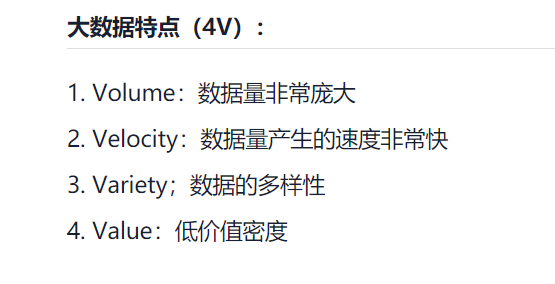 大数据特点（4V）：
1. Volume：数据量非常庞大
2. Velocity：数据量产生的速度非常快
3. Variety；数据的多样性
4. Value：低价值密度